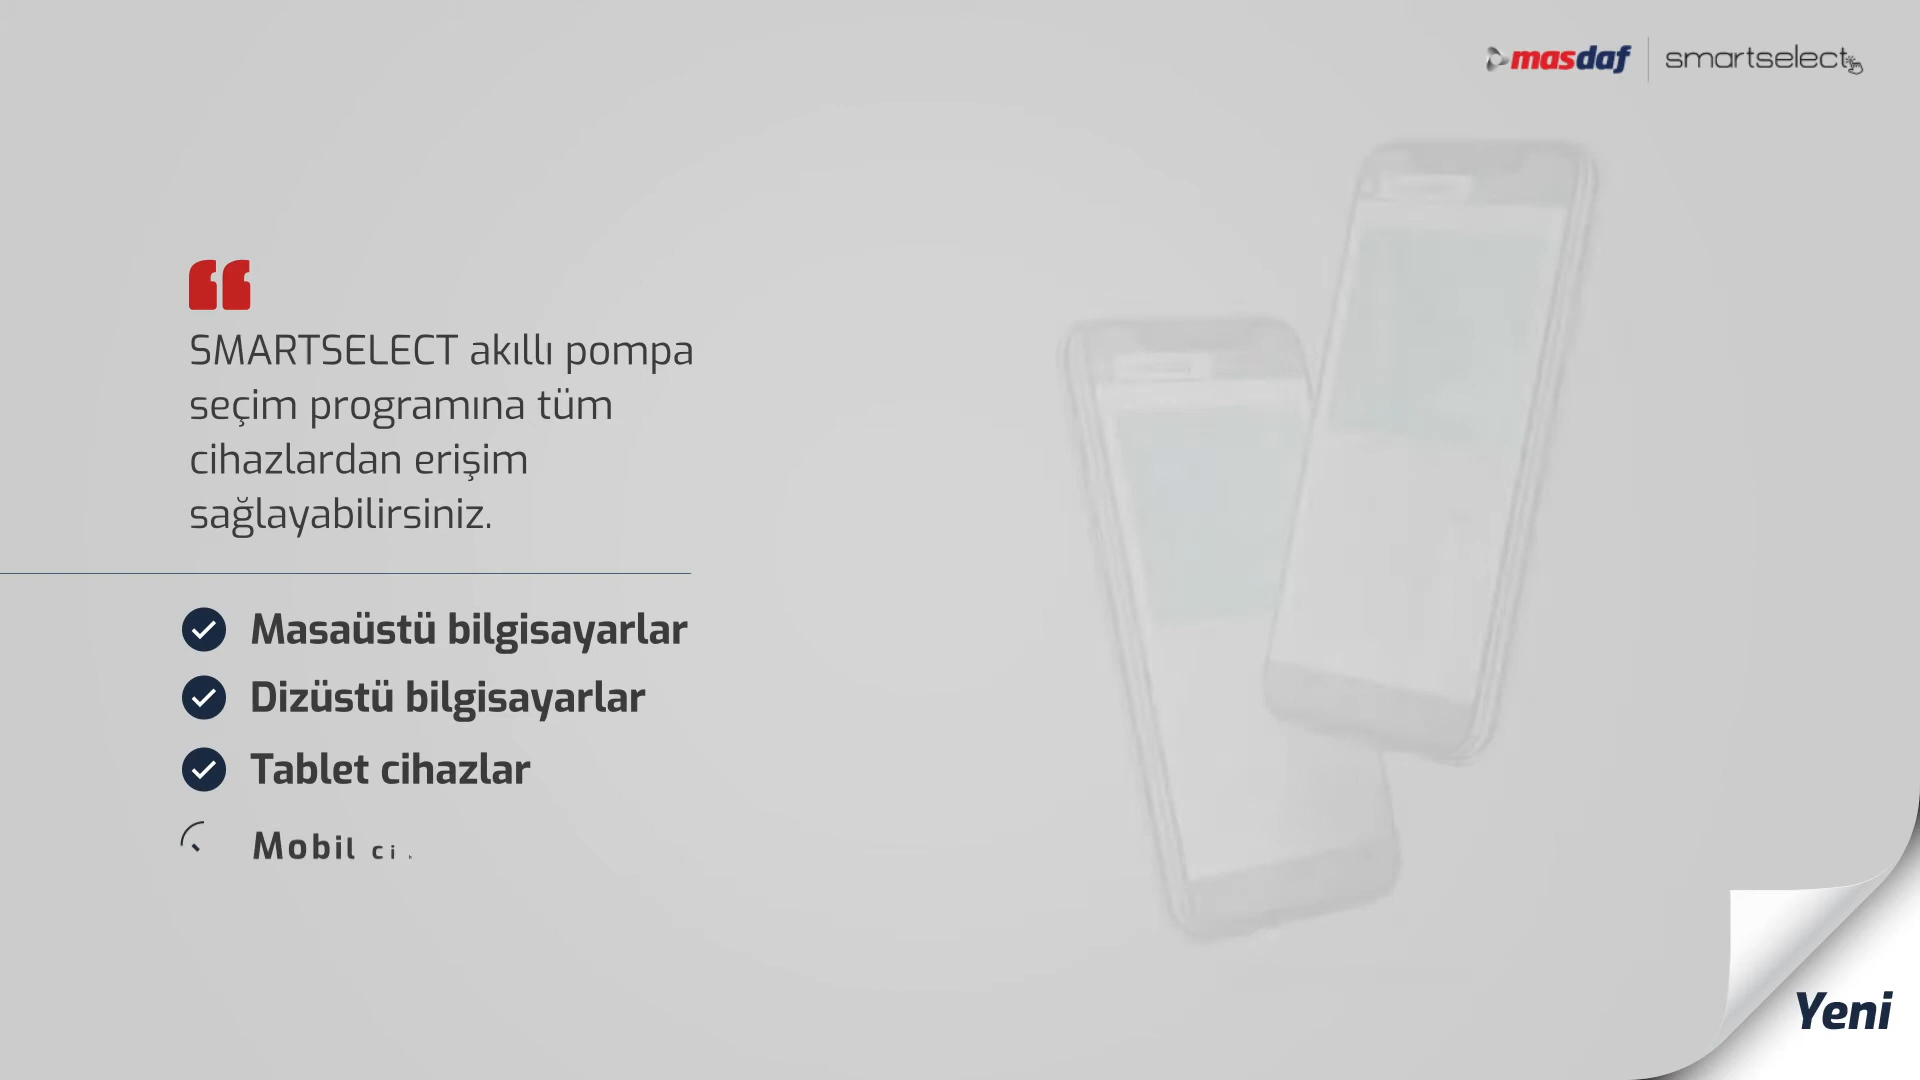 masdaf smartselect
SMARTSELECT akıllı pompa
seçim programına tüm
cihazlardan erişim
sağlayabilirsiniz.
Masaüstü bilgisayarlar
Dizüstü bilgisayarlar
Tablet cihazlar
Mobil ci
Yeni